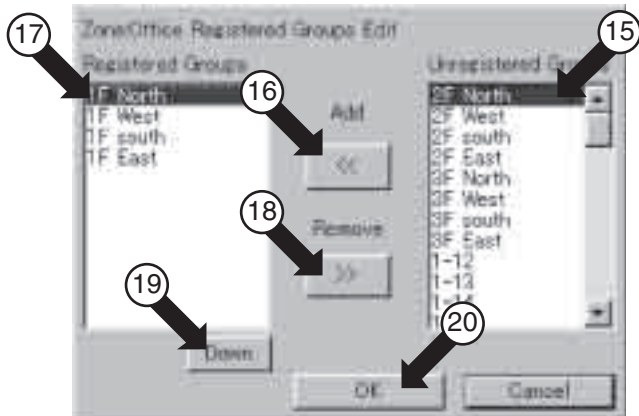 Zone/Office Registered Groups Edit
17
15
Registered Groups
Unregistered Groups
1F North
1F West
1F south
1F East
16
Add
<<
18
Remove
>>
2F North
2F West
2F south
2F East
3F North
3F West
3F south
3F East
1-12
1-13
1-14
19
Down
20
OK
Cancel